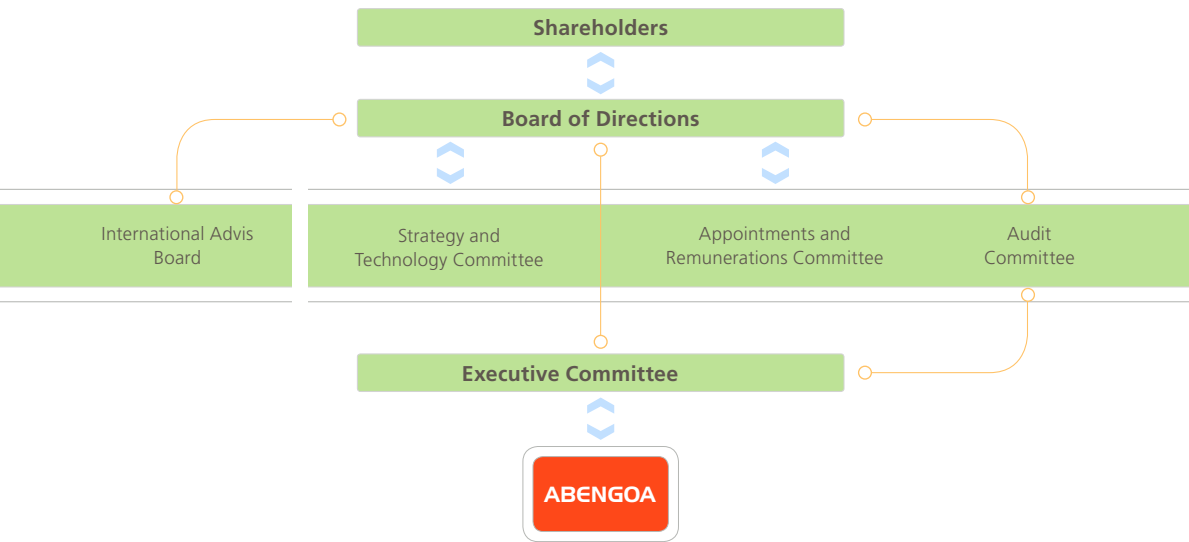 Shareholders
Board of Directions
International Advis
Board
Strategy and
Technology Committee
Appointments and
Remunerations Committee
Audit
Committee
Executive Committee
ABENGOA